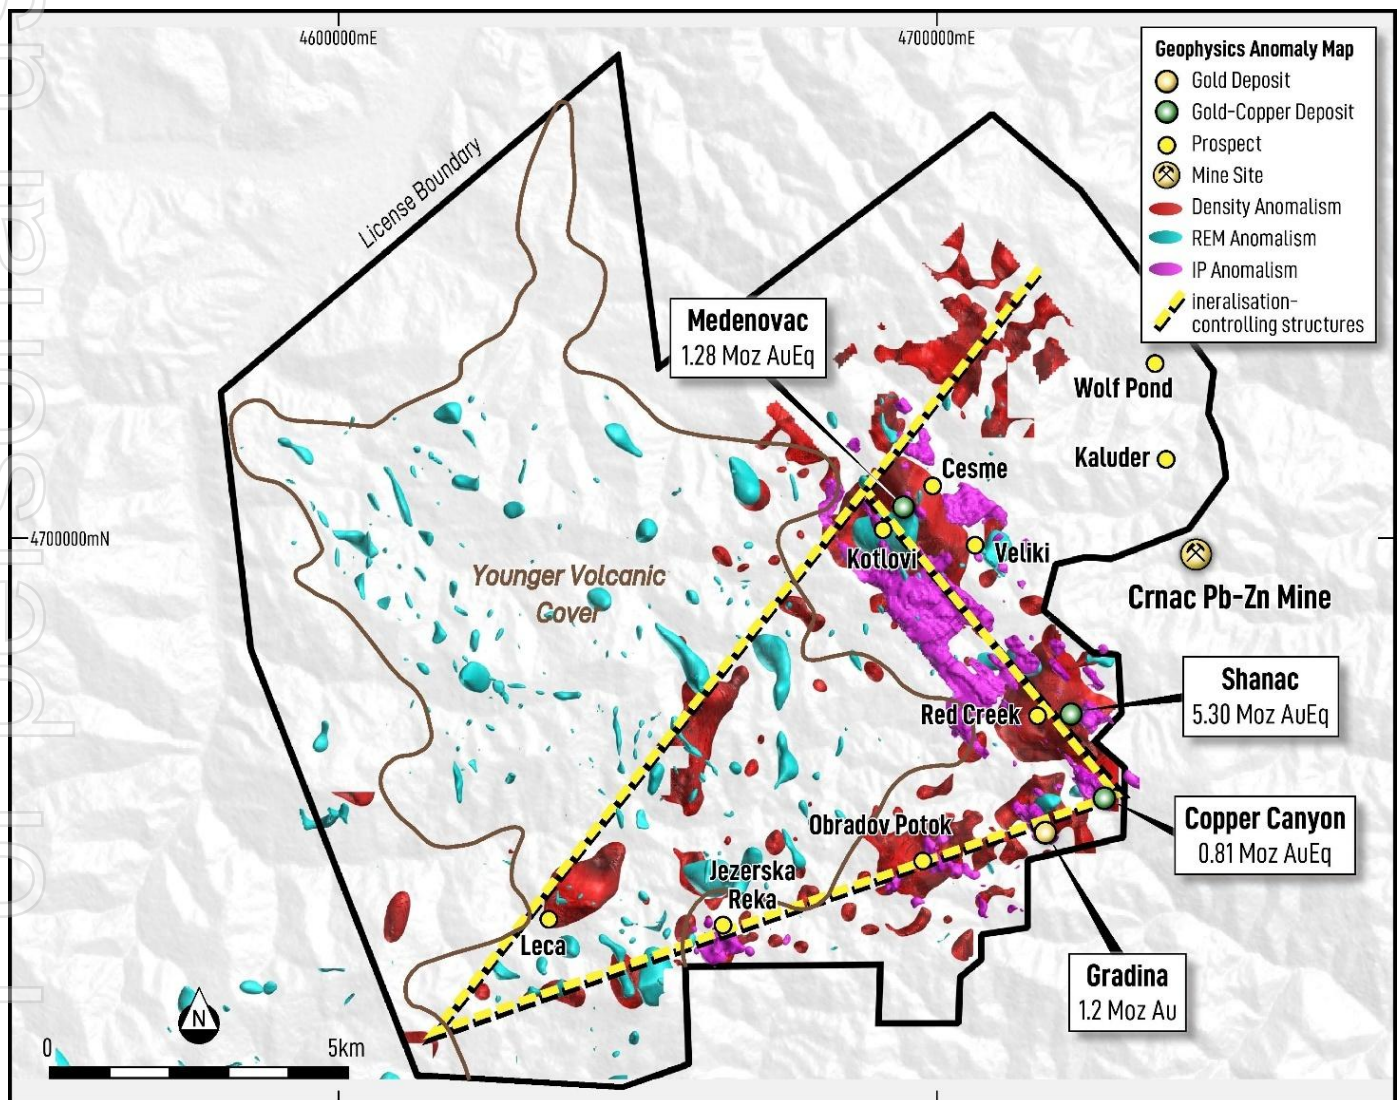 4600000mE
4700000mE
Geophysics Anomaly Map
Gold Deposit
Gold-Copper Deposit
Prospect
Mine Site
Density Anomalism
REM Anomalism
IP Anomalism
ineralisation-
controlling structures
License Boundary
Medenovac
1.28 Moz AuEq
Wolf Pond
Kaluder
Cesme
4700000mN
Kotlovi
Veliki
Younger Volcanic
Cover
Crnac Pb-Zn Mine
Shanac
5.30 Moz AuEq
Red Creek
Copper Canyon
0.81 Moz AuEq
Obradov Potok
Jezerska
Reka
Leca
Gradina
1.2 Moz Au
N
0
5km